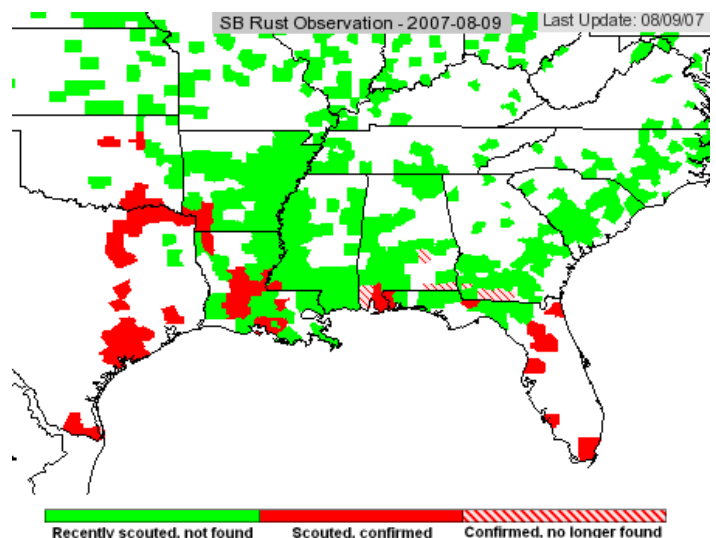 SB Rust Observation - 2007-08-09 Last Update: 08/09/07
Recently scouted, not found Scouted, confirmed Confirmed, no longer found